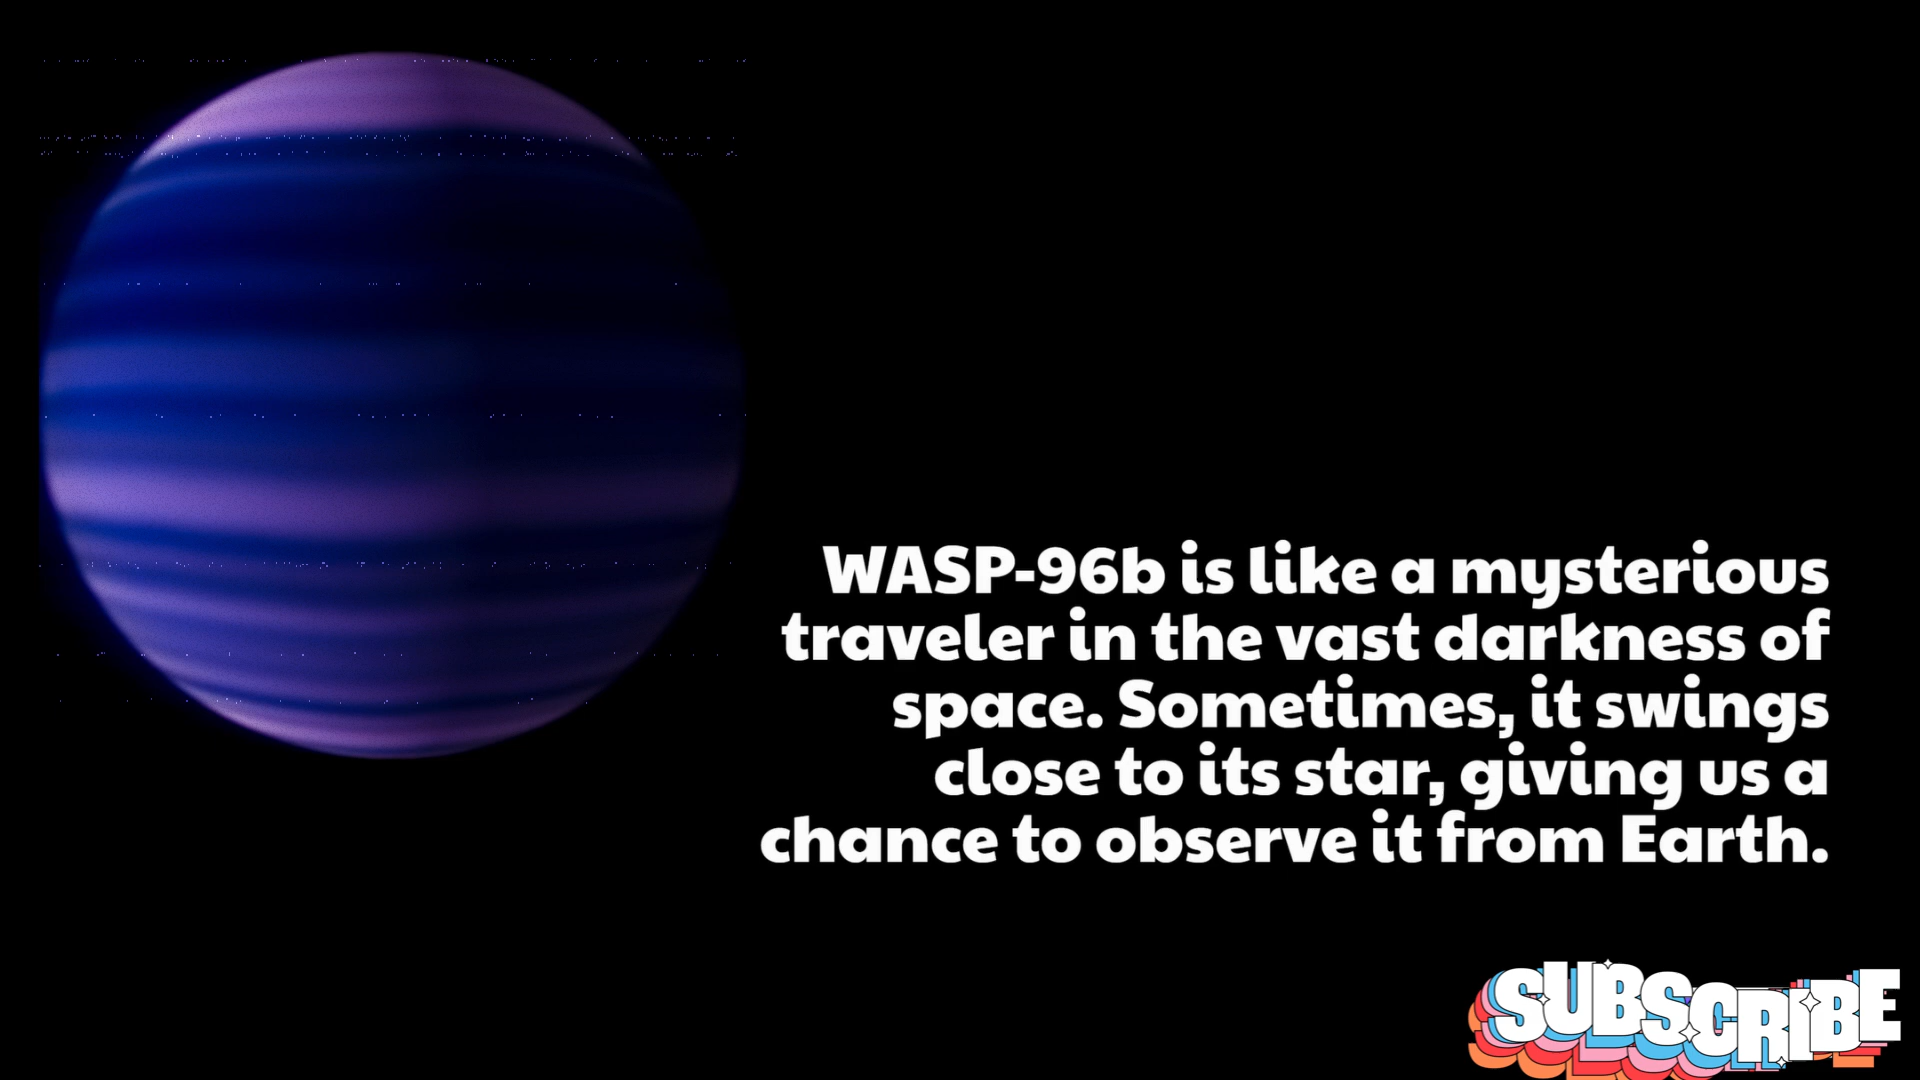 WASP-96b is like a mysterious
traveler in the vast darkness of
space. Sometimes, it swings
close to its star, giving us a
chance to observe it from Earth.
SUBSCRIBE